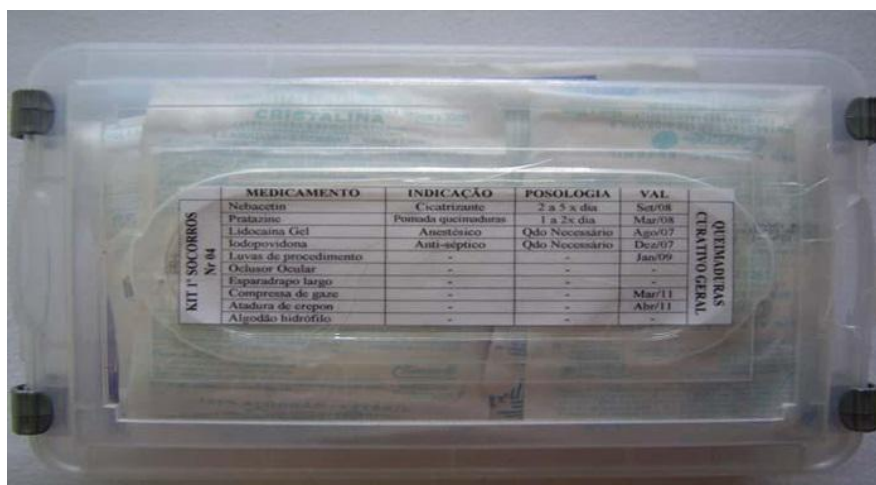 CRISTALINA
MEDICAMENTO INDICAÇÃO POSOLOGIA VAL
Nebacetin Cicatrizante 2 a 5 x dia Set/08
Pratazine Pomada queimaduras 1 a 2x dia Mar/08
Lidocaina Gel Anestésico Qdo Necessário Ago/07
Iodopovidona Anti-séptico Qdo Necessário Dez/07
Luvas de procedimento - - Jan/09
Oclusor Ocular - - -
Esparadrapo largo - - -
Compressa de gaze - - Mar/11
Atadura de crepon - - Abr/11
Algodão hidrófilo - - -
KIT 1º SOCORROS
Nr 04
QUEIMADURAS
CURATIVO GERAL